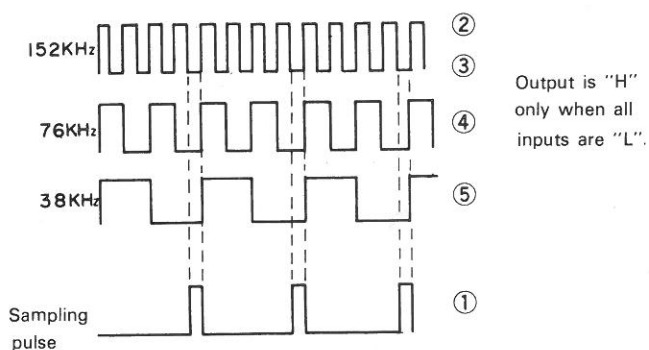 152KHz
②
③
76KHz
④
38KHz
⑤
Sampling
pulse
①
Output is "H"
only when all
inputs are "L".